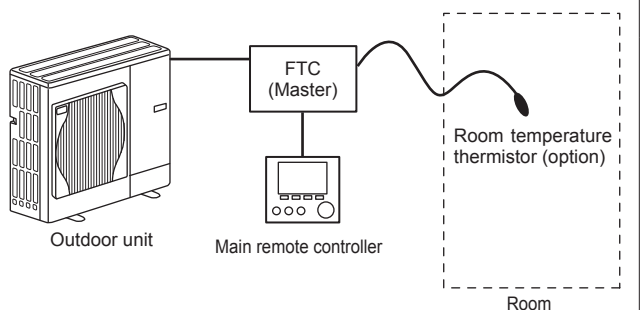 FTC
(Master)
Room temperature
thermistor (option)
Outdoor unit
Main remote controller
Room